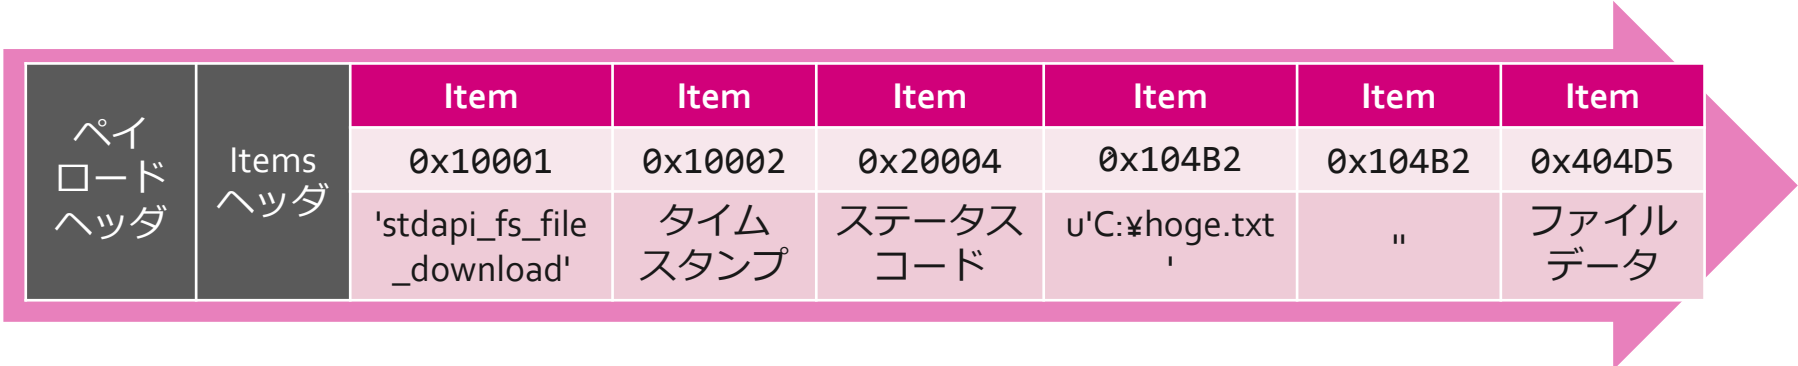 ペイ
ロード
ヘッダ
Items
ヘッダ
Item Item Item Item Item Item
0x10001 0x10002 0x20004 0x104B2 0x104B2 0x404D5
'stdapi_fs_file
_download'
タイム
スタンプ
ステータス
コード
u'C:¥hoge.txt
'
''
ファイル
データ